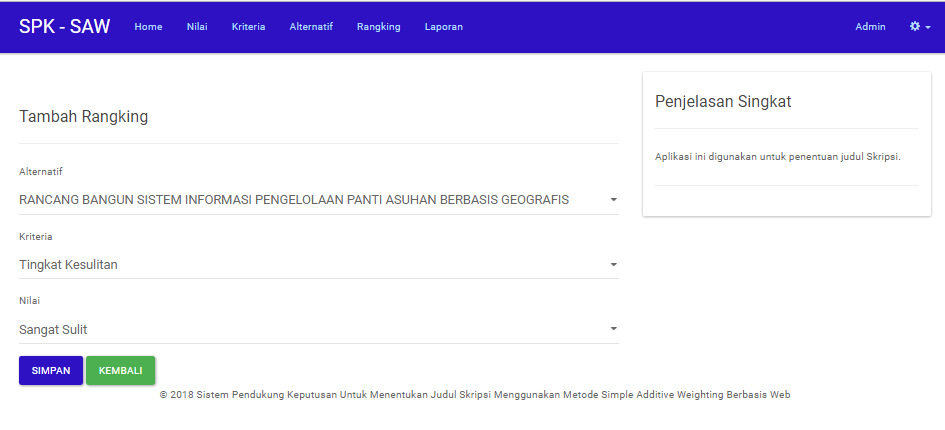 SPK - SAW Home Nilai Kriteria Alternatif Rangking Laporan Admin
Tambah Rangking
Alternatif
RANCANG BANGUN SISTEM INFORMASI PENGELOLAAN PANTI ASUHAN BERBASIS GEOGRAFIS
Kriteria
Tingkat Kesulitan
Nilai
Sangat Sulit
SIMPAN KEMBALI
Penjelasan Singkat
Aplikasi ini digunakan untuk penentuan judul Skripsi.
© 2018 Sistem Pendukung Keputusan Untuk Menentukan Judul Skripsi Menggunakan Metode Simple Additive Weighting Berbasis Web